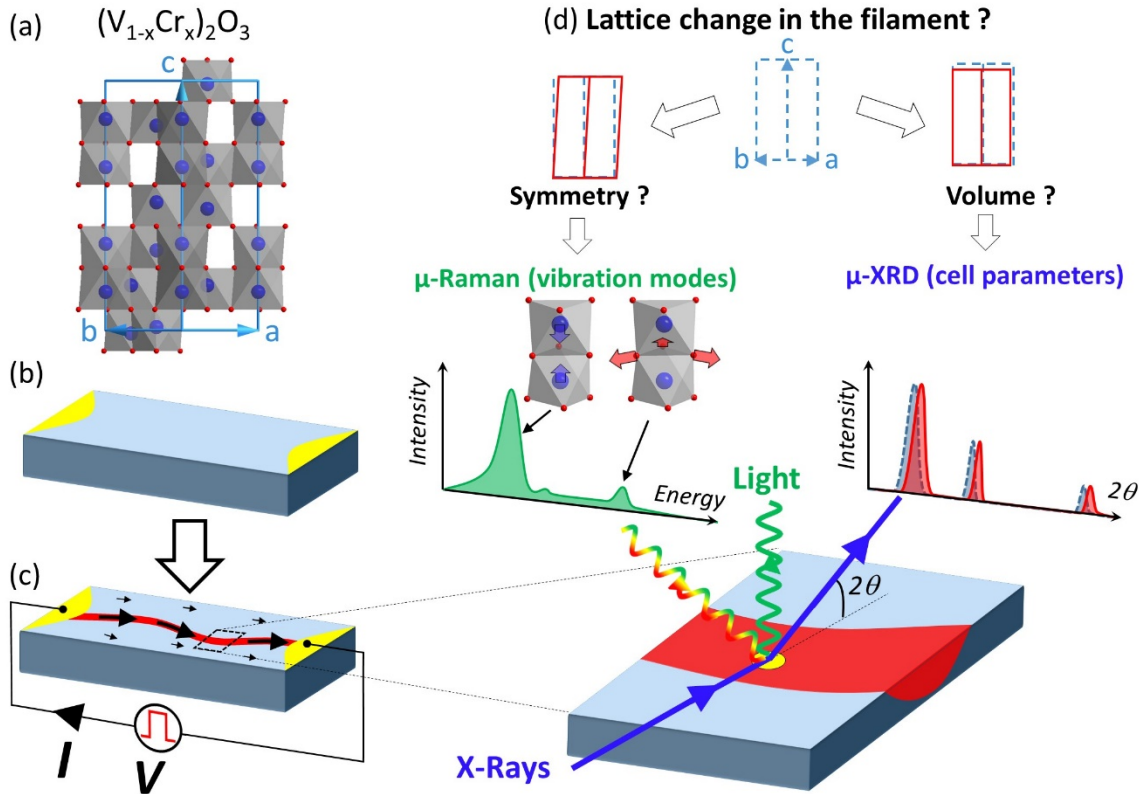 (a)
(V1-xCrx)2O3
c
b
a
(b)
(c)
I
V
(d) Lattice change in the filament ?
c
b
a
Symmetry ?
Volume ?
μ-Raman (vibration modes)
μ-XRD (cell parameters)
Intensity
Energy
Intensity
2θ
Light
2θ
X-Rays